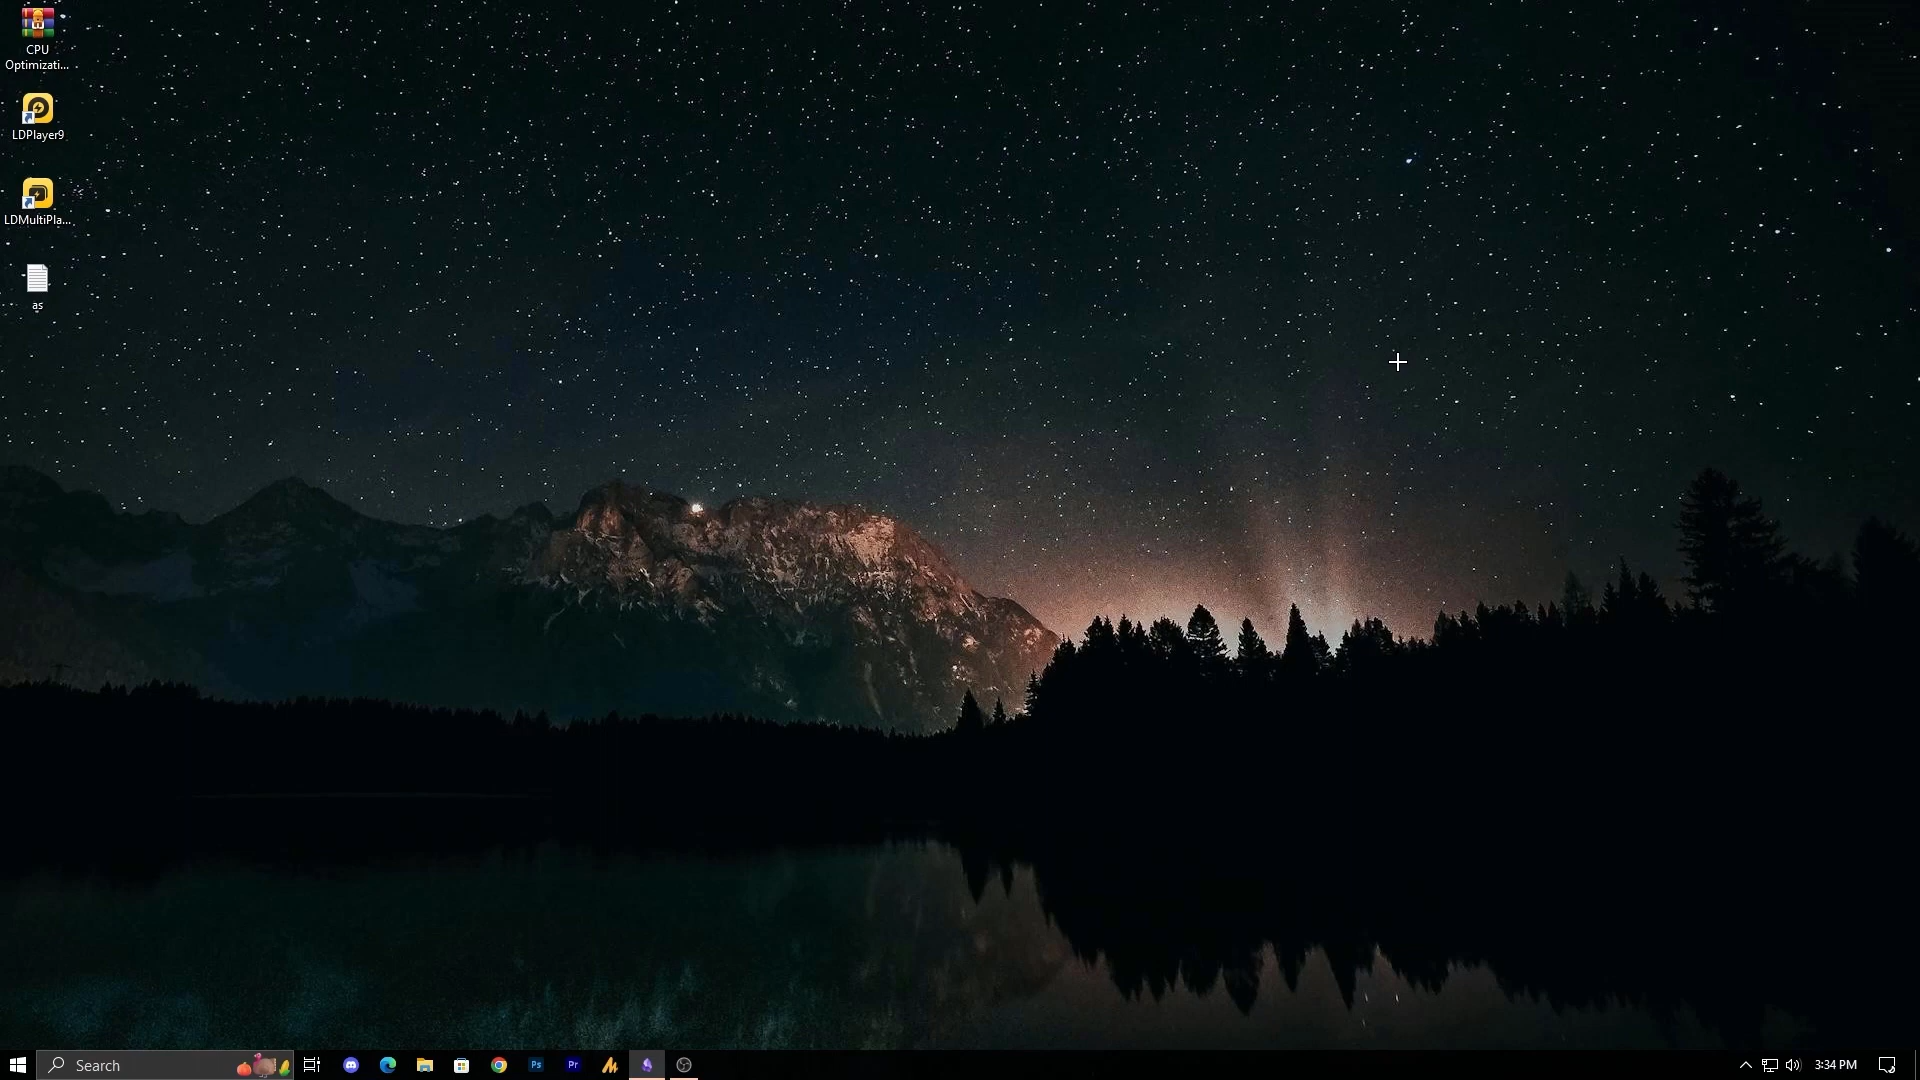 CPU
Optimizati...
LDPlayer9
LDMultiPla...
as
Search
Ps
Pr
3:34 PM